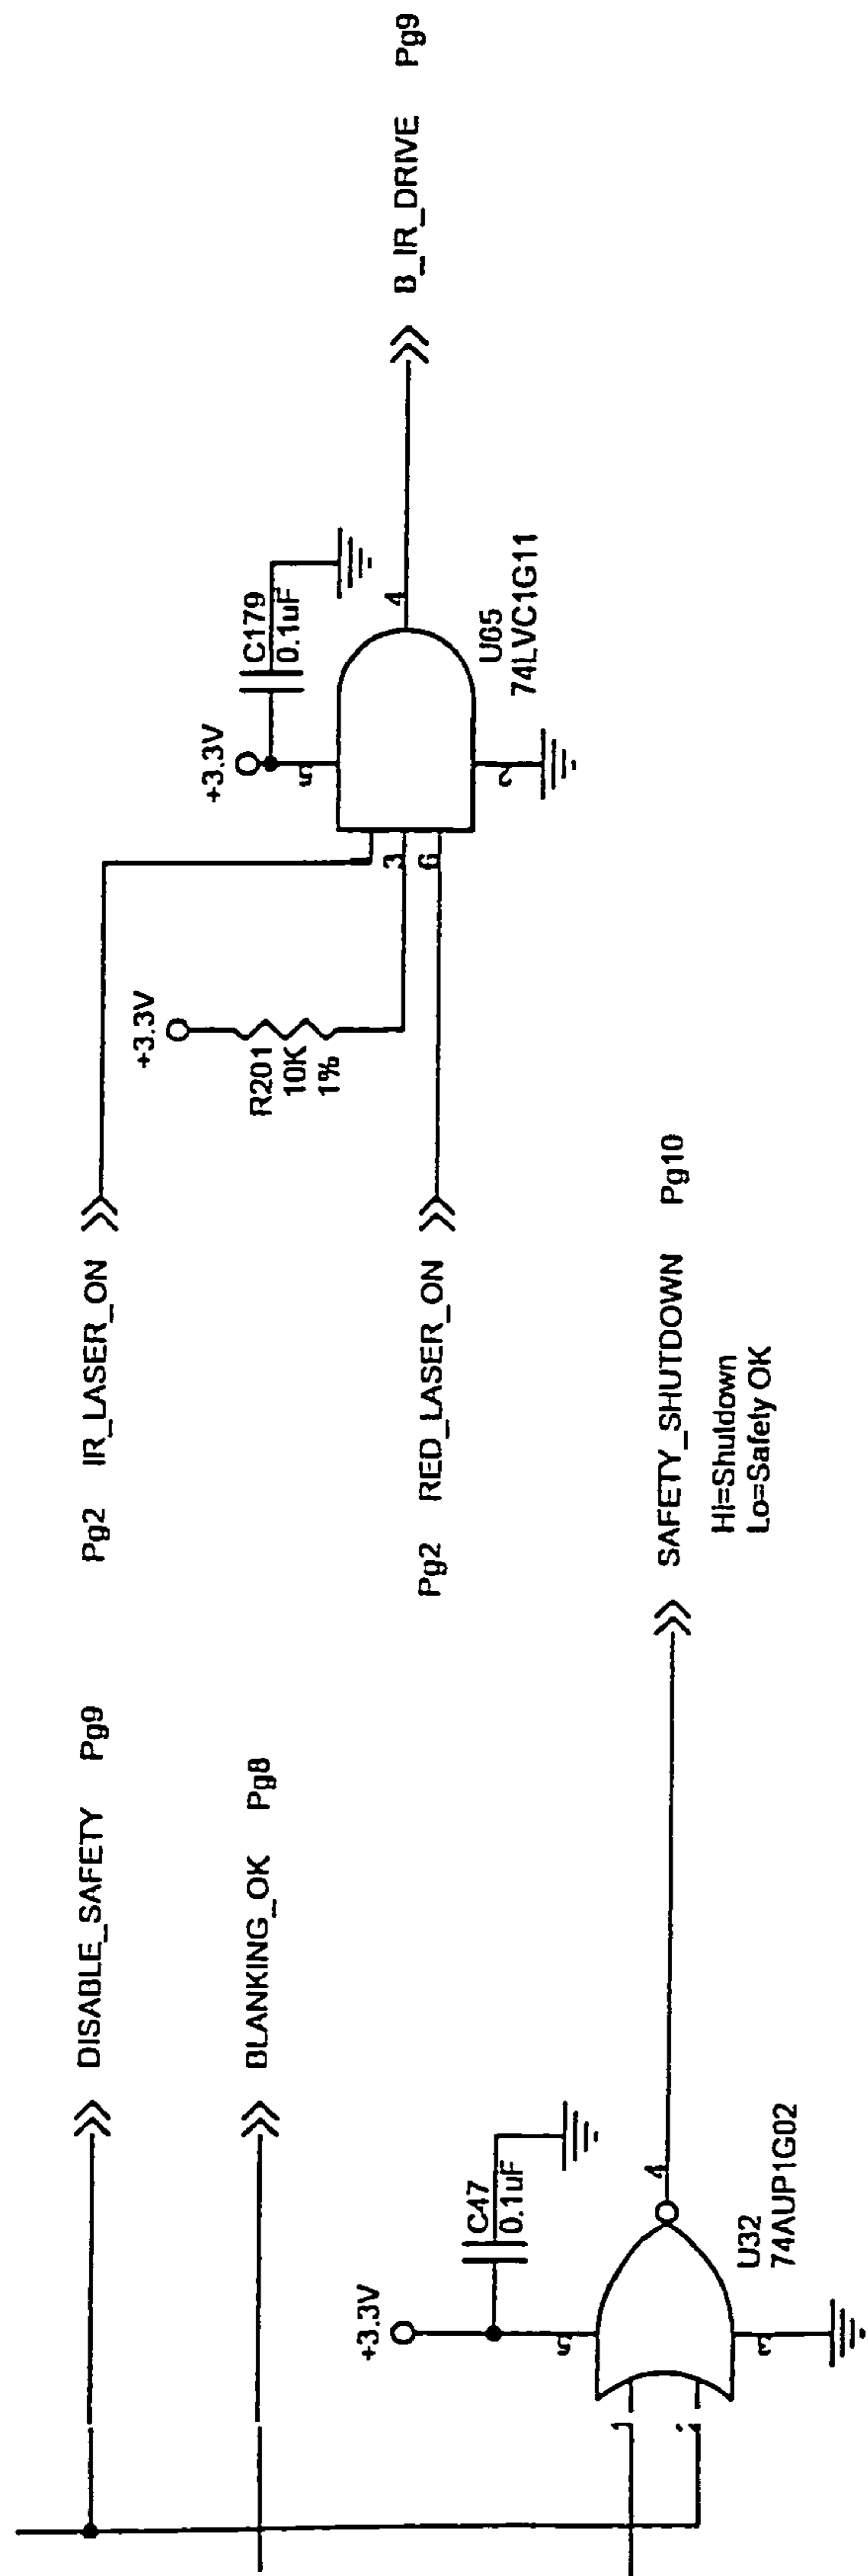 DISABLE_SAFETY Pg9
BLANKING_OK Pg8
+3.3V
C47
0.1uF
5
1
4
3
U32
74AUP1G02
SAFETY_SHUTDOWN Pg10
Hi=Shutdown
Lo=Safety OK
Pg2 IR_LASER_ON
Pg2 RED_LASER_ON
+3.3V
R201
10K
1%
+3.3V
C179
0.1uF
5
3
6
4
2
U65
74LVC1G11
B_IR_DRIVE Pg9